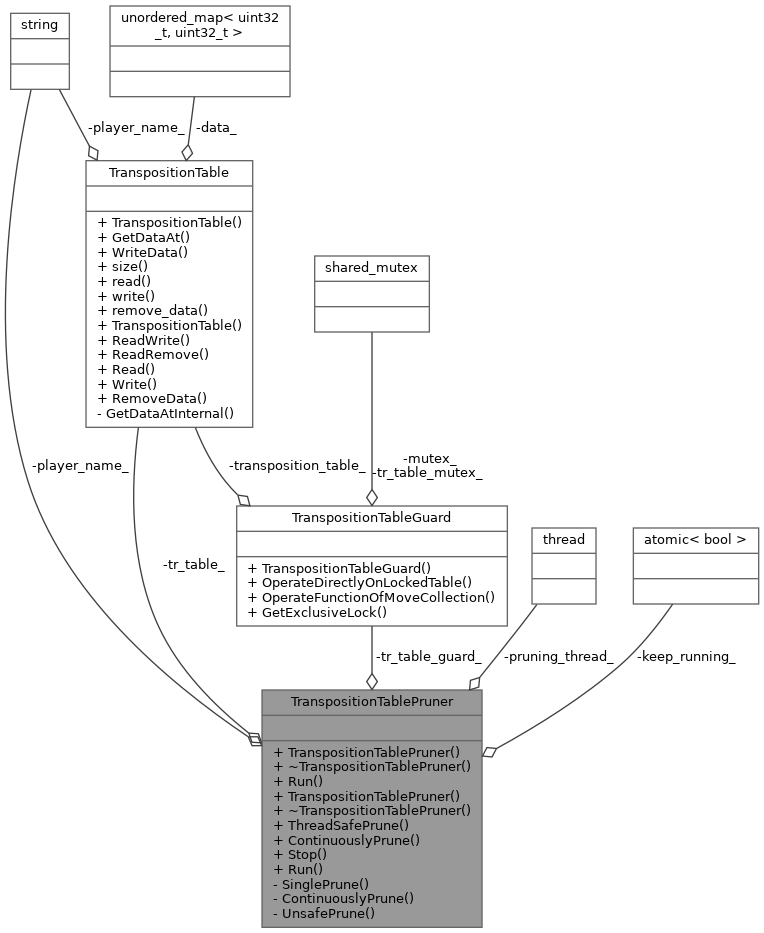 string
unordered_map< uint32
_t, uint32_t >
-player_name_
-data_
TranspositionTable
+ TranspositionTable()
+ GetDataAt()
+ WriteData()
+ size()
+ read()
+ write()
+ remove_data()
+ TranspositionTable()
+ ReadWrite()
+ ReadRemove()
+ Read()
+ Write()
+ RemoveData()
- GetDataAtInternal()
shared_mutex
-player_name_
-transposition_table_
-mutex_
-tr_table_mutex_
-tr_table_
TranspositionTableGuard
+ TranspositionTableGuard()
+ OperateDirectlyOnLockedTable()
+ OperateFunctionOfMoveCollection()
+ GetExclusiveLock()
thread
atomic< bool >
-tr_table_guard_
-pruning_thread_
-keep_running_
TranspositionTablePruner
+ TranspositionTablePruner()
+ ~TranspositionTablePruner()
+ Run()
+ TranspositionTablePruner()
+ ~TranspositionTablePruner()
+ ThreadSafePrune()
+ ContinuouslyPrune()
+ Stop()
+ Run()
- SinglePrune()
- ContinuouslyPrune()
- UnsafePrune()